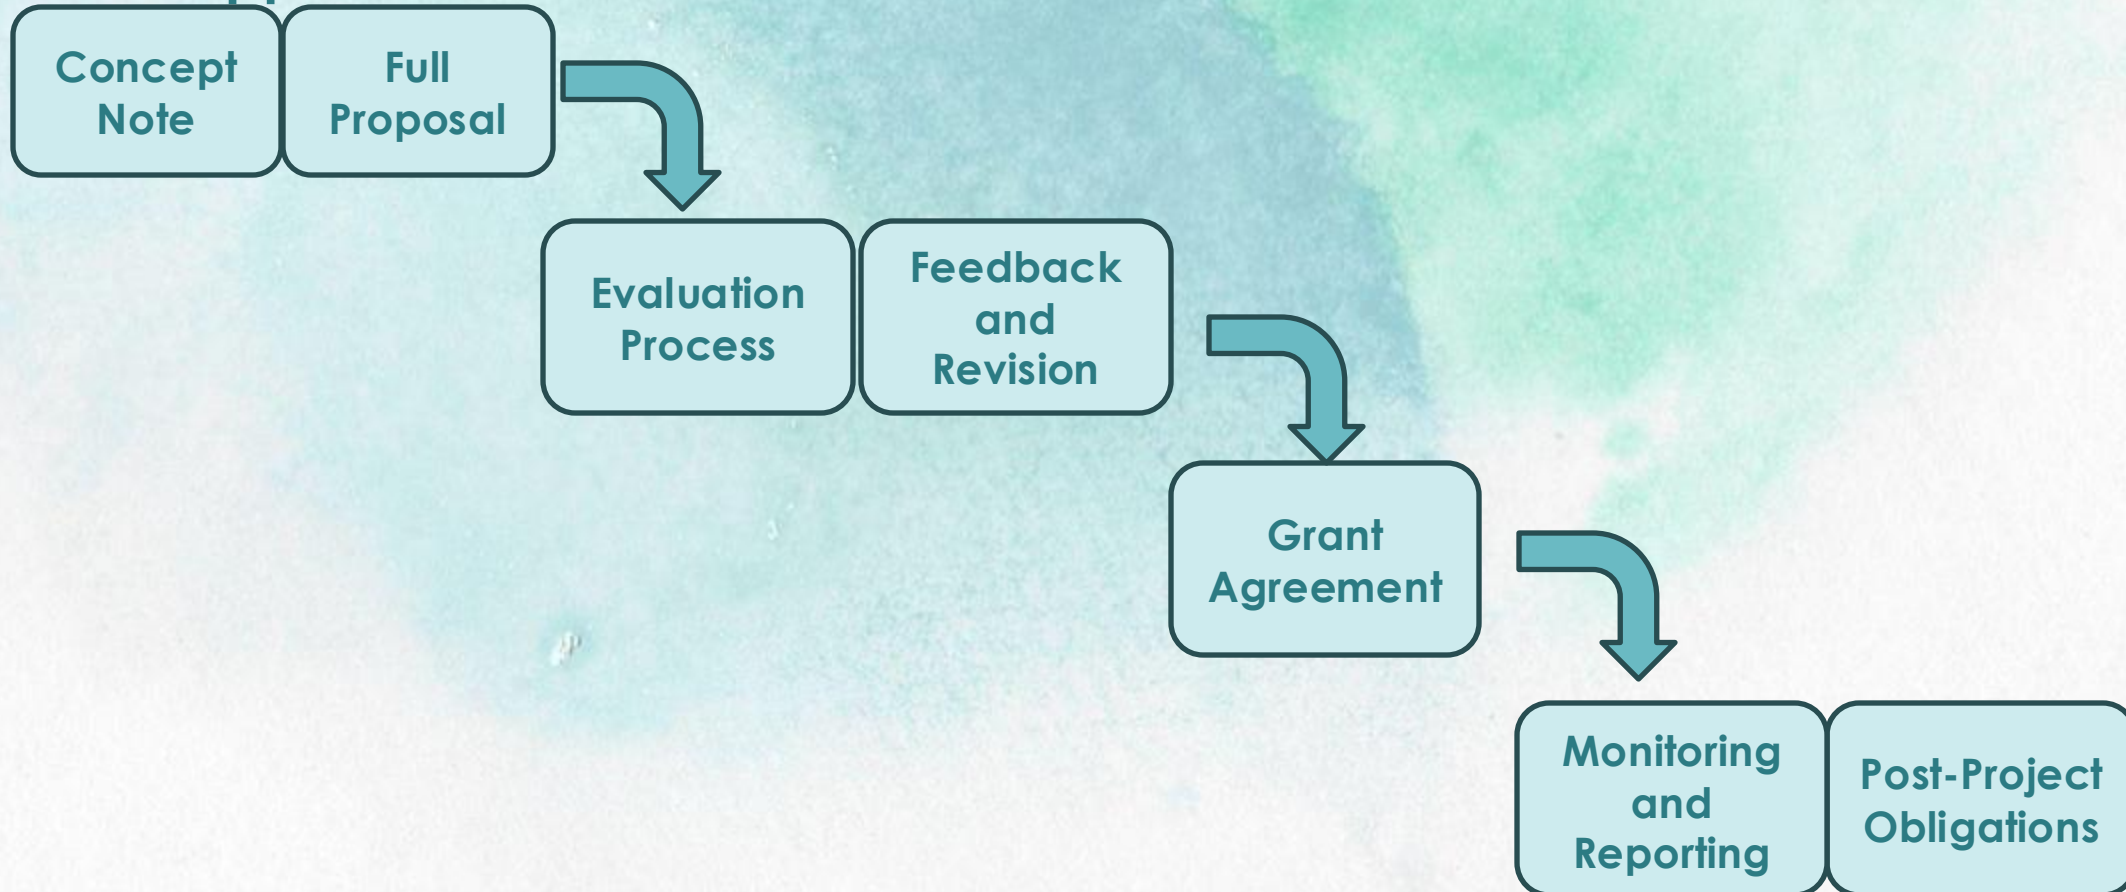 Concept
Note
Full
Proposal
Evaluation
Process
Feedback
and
Revision
Grant
Agreement
Monitoring
and
Reporting
Post-Project
Obligations